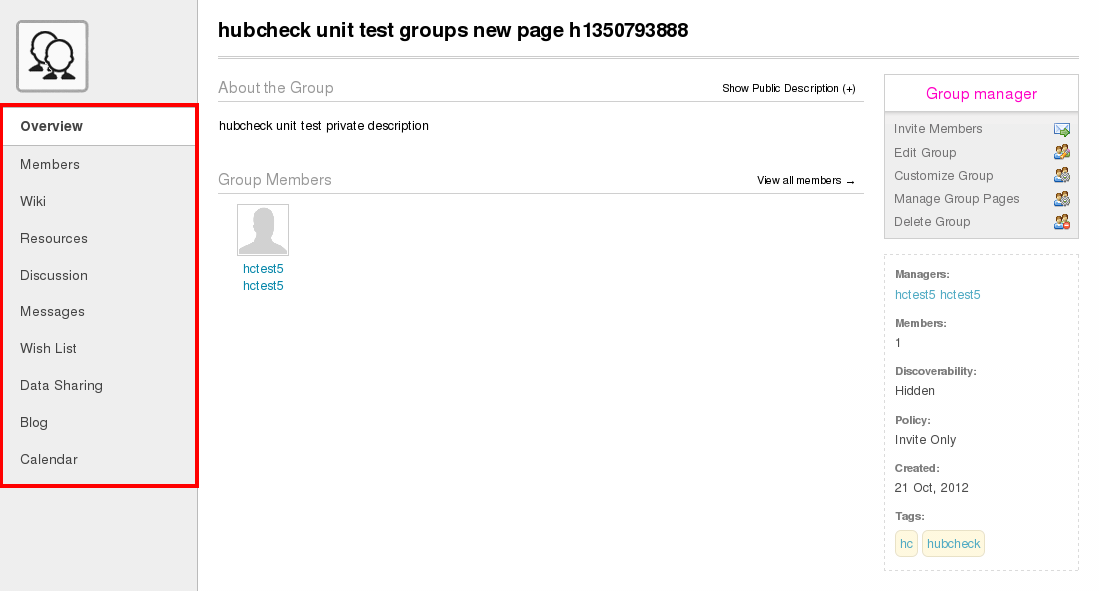 hubcheck unit test groups new page h1350793888
Overview
Members
Wiki
Resources
Discussion
Messages
Wish List
Data Sharing
Blog
Calendar
About the Group
Show Public Description (+)
hubcheck unit test private description
Group Members
View all members →
hctest5
hctest5
Group manager
Invite Members
Edit Group
Customize Group
Manage Group Pages
Delete Group
Managers:
hctest5 hctest5
Members:
1
Discoverability:
Hidden
Policy:
Invite Only
Created:
21 Oct, 2012
Tags:
hc hubcheck